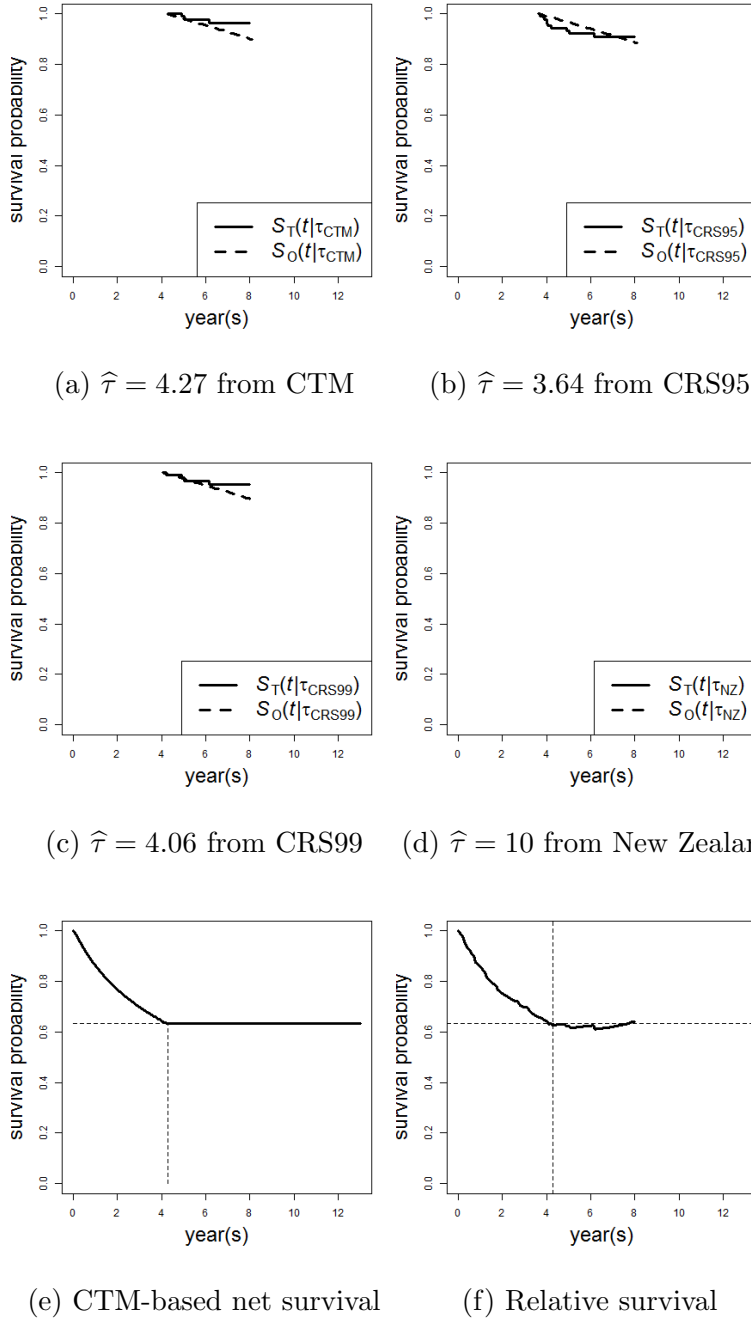 1.0
0.8
0.6
0.4
0.2
0.0
survival probability
S_T(t|τ_CTM)
S_O(t|τ_CTM)
0 2 4 6 8 10 12
year(s)
(a) τ̂ = 4.27 from CTM
1.0
0.8
0.6
0.4
0.2
0.0
survival probability
S_T(t|τ_CRS95)
S_O(t|τ_CRS95)
0 2 4 6 8 10 12
year(s)
(b) τ̂ = 3.64 from CRS95
1.0
0.8
0.6
0.4
0.2
0.0
survival probability
S_T(t|τ_CRS99)
S_O(t|τ_CRS99)
0 2 4 6 8 10 12
year(s)
(c) τ̂ = 4.06 from CRS99
1.0
0.8
0.6
0.4
0.2
0.0
survival probability
S_T(t|τ_NZ)
S_O(t|τ_NZ)
0 2 4 6 8 10 12
year(s)
(d) τ̂ = 10 from New Zealan
1.0
0.8
0.6
0.4
0.2
0.0
survival probability
0 2 4 6 8 10 12
year(s)
(e) CTM-based net survival
1.0
0.8
0.6
0.4
0.2
0.0
survival probability
0 2 4 6 8 10 12
year(s)
(f) Relative survival